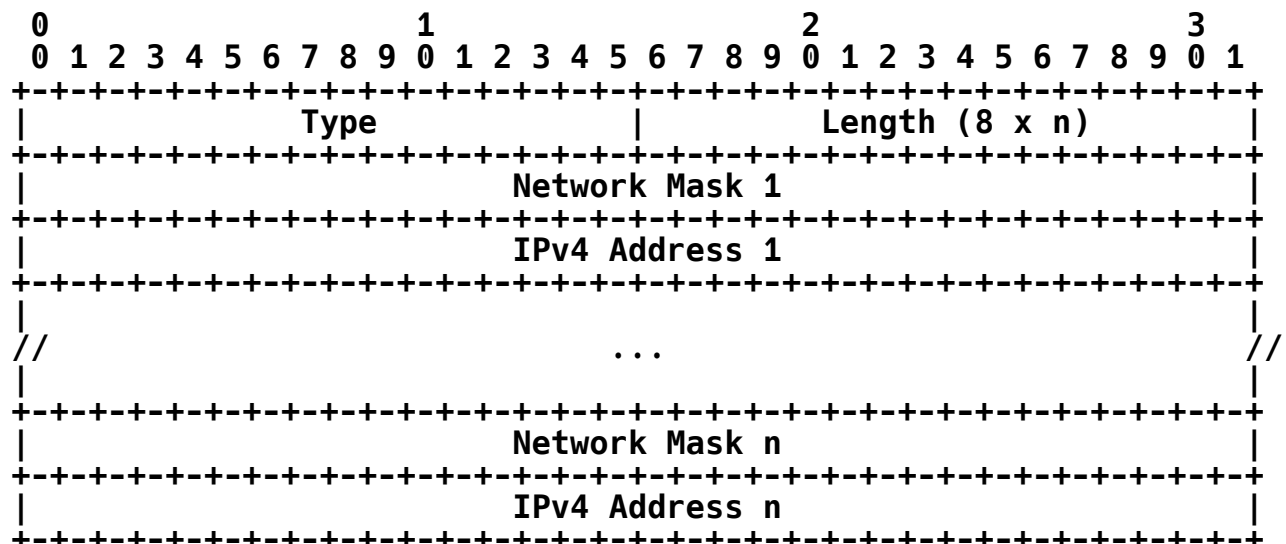 0                   1                   2                   3
 0 1 2 3 4 5 6 7 8 9 0 1 2 3 4 5 6 7 8 9 0 1 2 3 4 5 6 7 8 9 0 1
+-+-+-+-+-+-+-+-+-+-+-+-+-+-+-+-+-+-+-+-+-+-+-+-+-+-+-+-+-+-+-+-+
|             Type              |         Length (8 x n)        |
+-+-+-+-+-+-+-+-+-+-+-+-+-+-+-+-+-+-+-+-+-+-+-+-+-+-+-+-+-+-+-+-+
|                         Network Mask 1                        |
+-+-+-+-+-+-+-+-+-+-+-+-+-+-+-+-+-+-+-+-+-+-+-+-+-+-+-+-+-+-+-+-+
|                         IPv4 Address 1                        |
+-+-+-+-+-+-+-+-+-+-+-+-+-+-+-+-+-+-+-+-+-+-+-+-+-+-+-+-+-+-+-+-+
|                                                               |
//                             ...                             //
|                                                               |
+-+-+-+-+-+-+-+-+-+-+-+-+-+-+-+-+-+-+-+-+-+-+-+-+-+-+-+-+-+-+-+-+
|                         Network Mask n                        |
+-+-+-+-+-+-+-+-+-+-+-+-+-+-+-+-+-+-+-+-+-+-+-+-+-+-+-+-+-+-+-+-+
|                         IPv4 Address n                        |
+-+-+-+-+-+-+-+-+-+-+-+-+-+-+-+-+-+-+-+-+-+-+-+-+-+-+-+-+-+-+-+-+